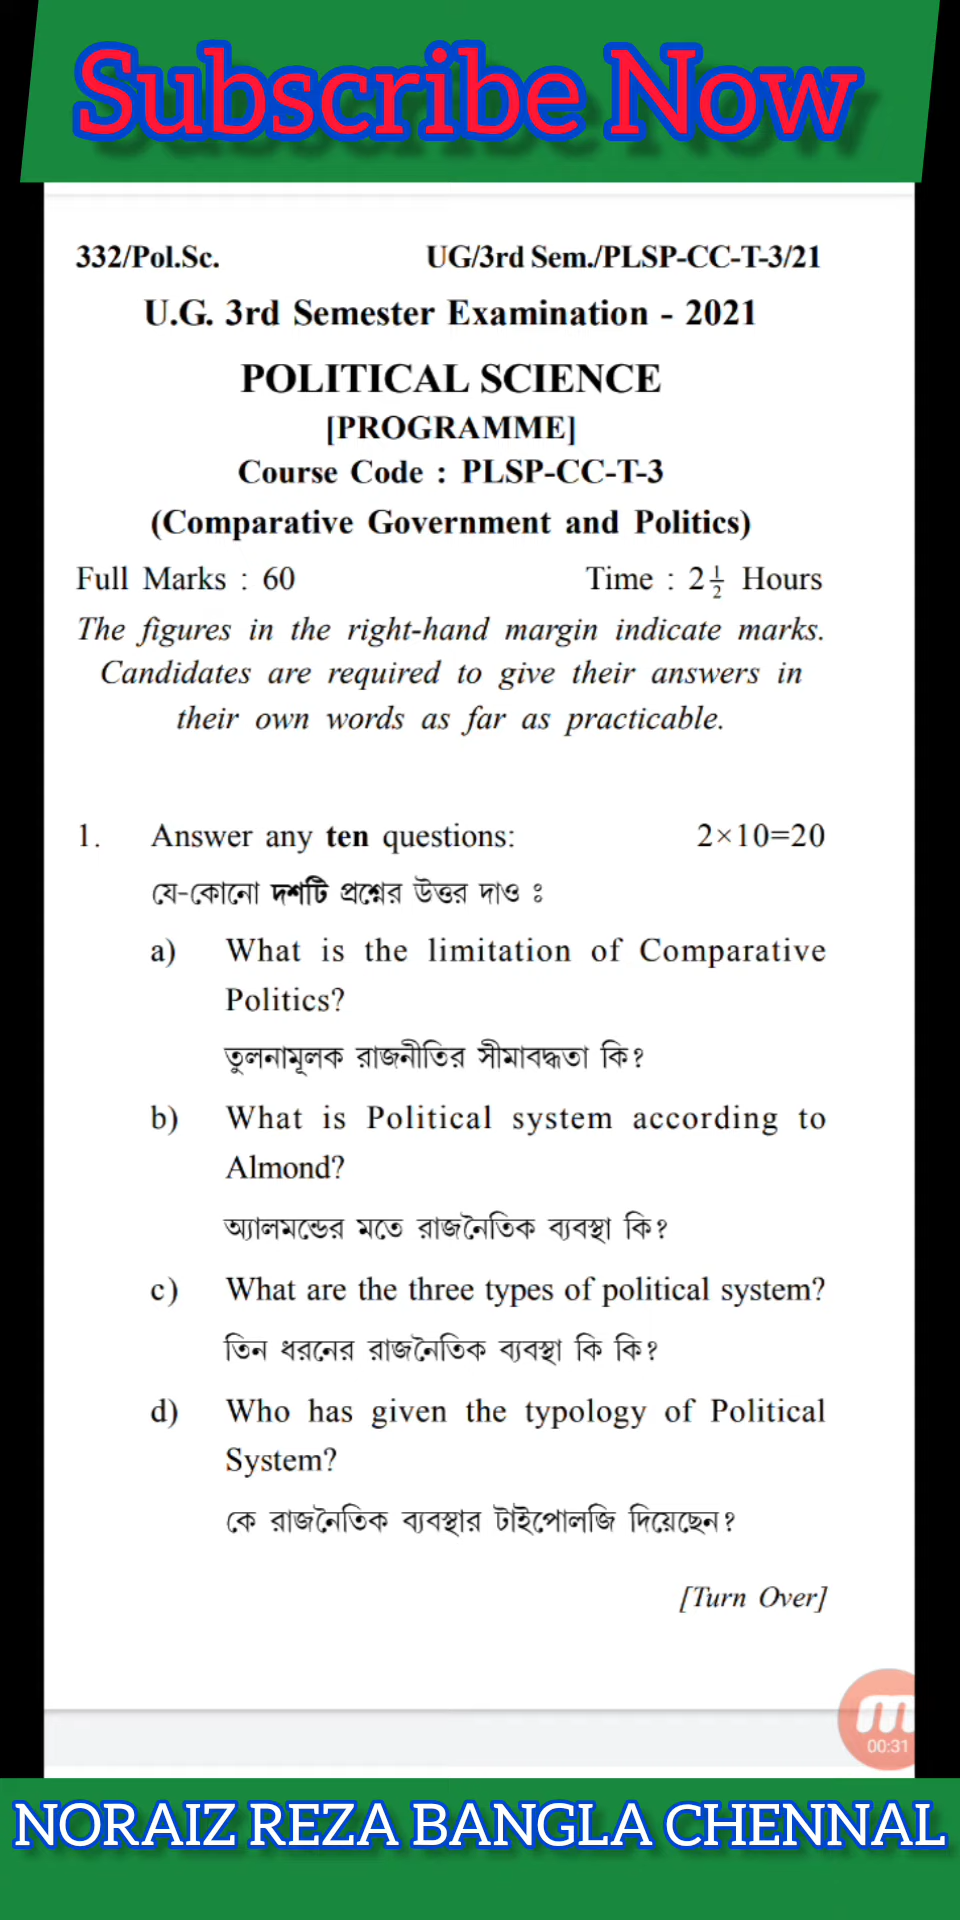 Subscribe Now
332/Pol.Sc. UG/3rd Sem./PLSP-CC-T-3/21
U.G. 3rd Semester Examination - 2021
POLITICAL SCIENCE
[PROGRAMME]
Course Code : PLSP-CC-T-3
(Comparative Government and Politics)
Full Marks : 60 Time : 2 1/2 Hours
The figures in the right-hand margin indicate marks.
Candidates are required to give their answers in
their own words as far as practicable.
1. Answer any ten questions: 2×10=20
যে-কোনো দশটি প্রশ্নের উত্তর দাও ঃ
a) What is the limitation of Comparative
Politics?
তুলনামূলক রাজনীতির সীমাবদ্ধতা কি?
b) What is Political system according to
Almond?
অ্যালমন্ডের মতে রাজনৈতিক ব্যবস্থা কি?
c) What are the three types of political system?
তিন ধরনের রাজনৈতিক ব্যবস্থা কি কি?
d) Who has given the typology of Political
System?
কে রাজনৈতিক ব্যবস্থার টাইপোলজি দিয়েছেন?
[Turn Over]
00:31
NORAIZ REZA BANGLA CHENNAL